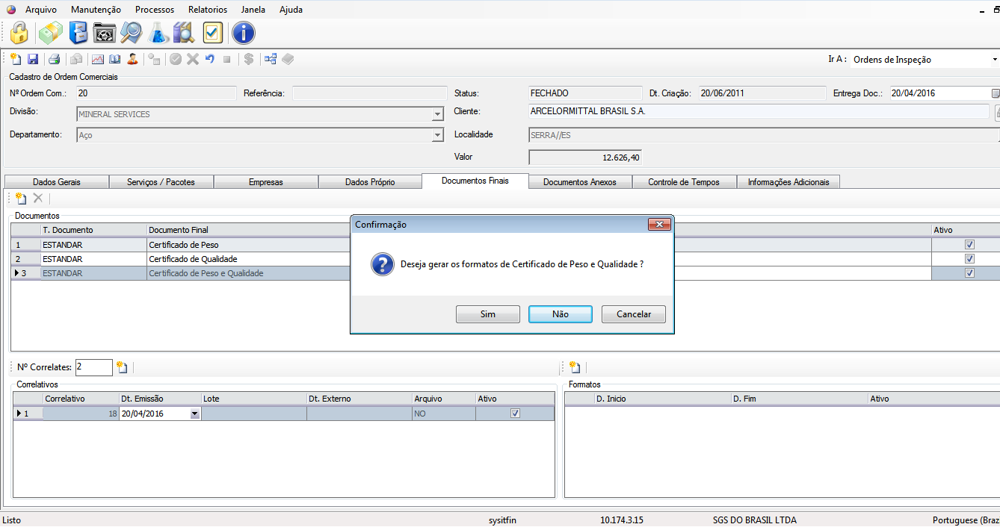 Arquivo Manutenção Processos Relatorios Janela Ajuda
Ir A : Ordens de Inspeção
Cadastro de Ordem Comerciais
Nº Ordem Com.: 20 Referência: Status: FECHADO Dt. Criação: 20/06/2011 Entrega Doc.: 20/04/2016
Divisão: MINERAL SERVICES Cliente: ARCELORMITTAL BRASIL S.A.
Departamento: Aço Localidade SERRA//ES
Valor 12.626,40
Dados Gerais Serviços / Pacotes Empresas Dados Próprio Documentos Finais Documentos Anexos Controle de Tempos Informações Adicionais
Documentos
T. Documento Documento Final Ativo
1 ESTANDAR Certificado de Peso
2 ESTANDAR Certificado de Qualidade
3 ESTANDAR Certificado de Peso e Qualidade
Confirmação
Deseja gerar os formatos de Certificado de Peso e Qualidade ?
Sim Não Cancelar
Nº Correlates: 2
Correlativos
Correlativo Dt. Emissão Lote Dt. Externo Arquivo Ativo
1 18 20/04/2016 NO
Formatos
D. Inicio D. Fim Ativo
Listo sysitfin 10.174.3.15 SGS DO BRASIL LTDA Portuguese (Braz